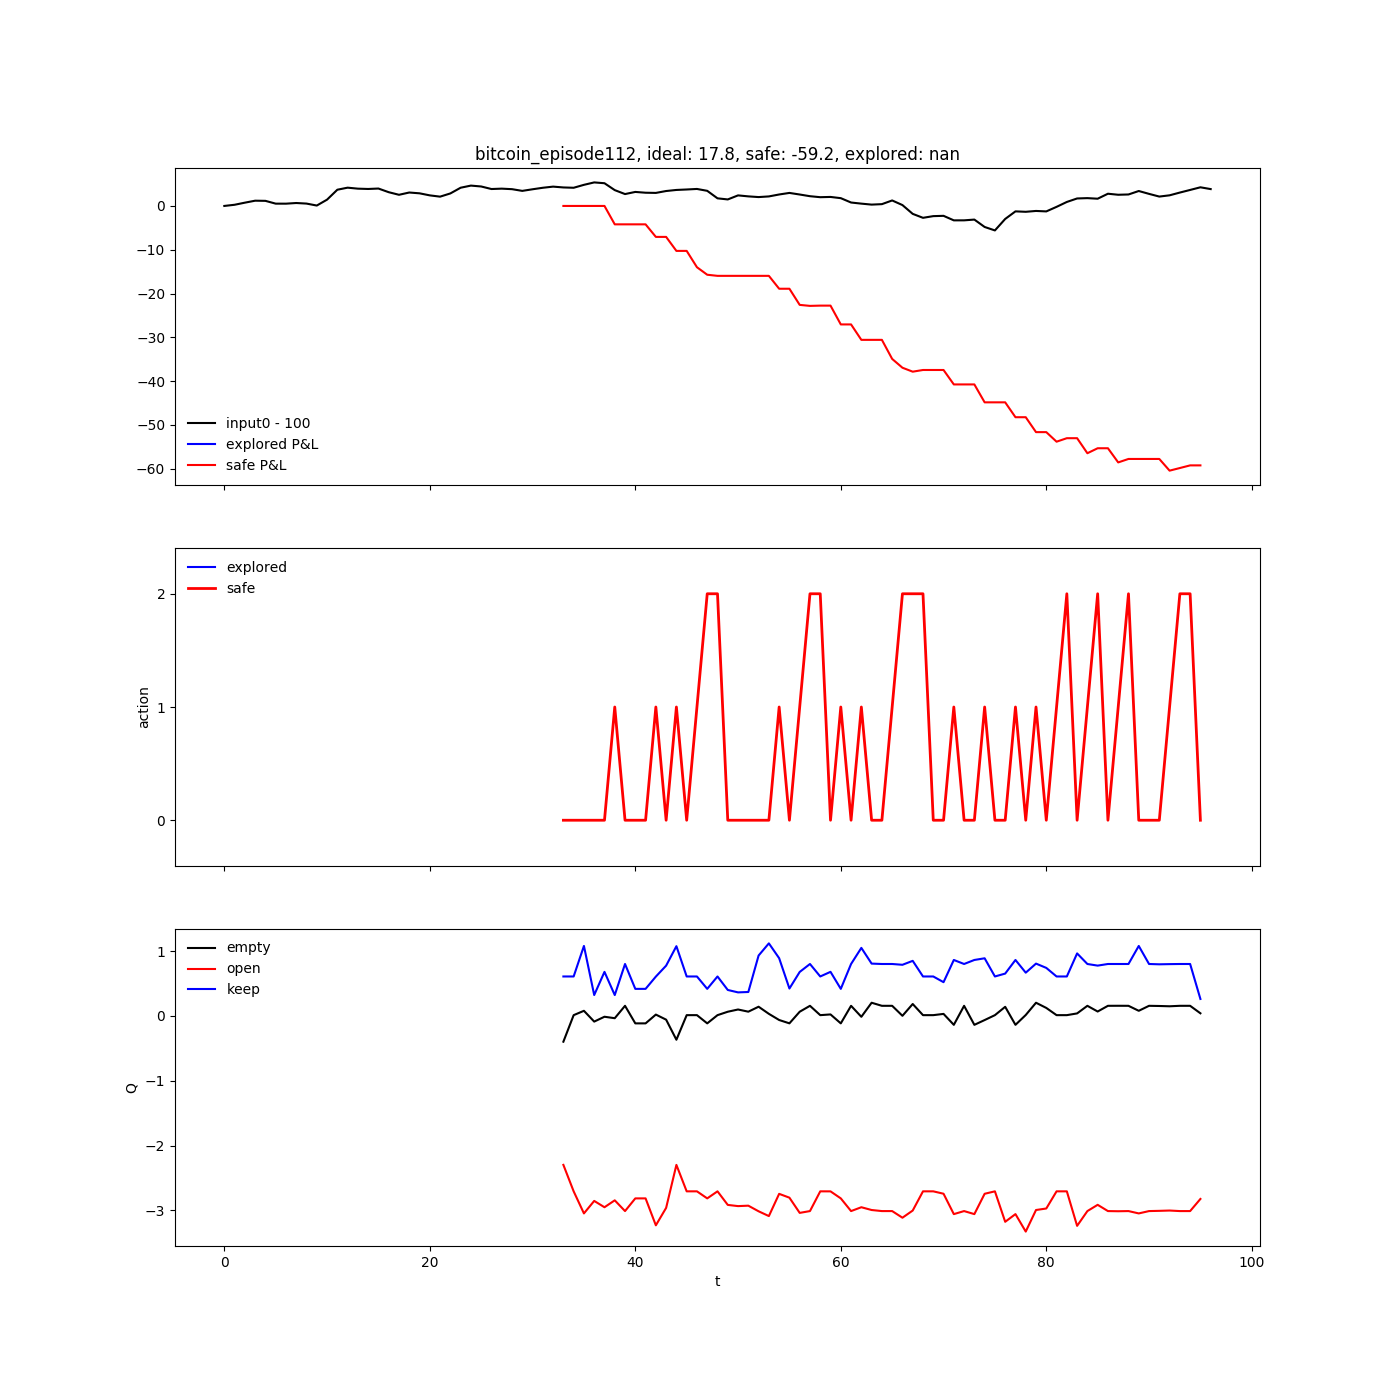 bitcoin_episode112, ideal: 17.8, safe: -59.2, explored: nan
0
−10
−20
−30
−40
−50
−60
input0 - 100
explored P&L
safe P&L
explored
safe
2
1
0
action
empty
open
keep
1
0
−1
−2
−3
Q
0 20 40 60 80 100
t